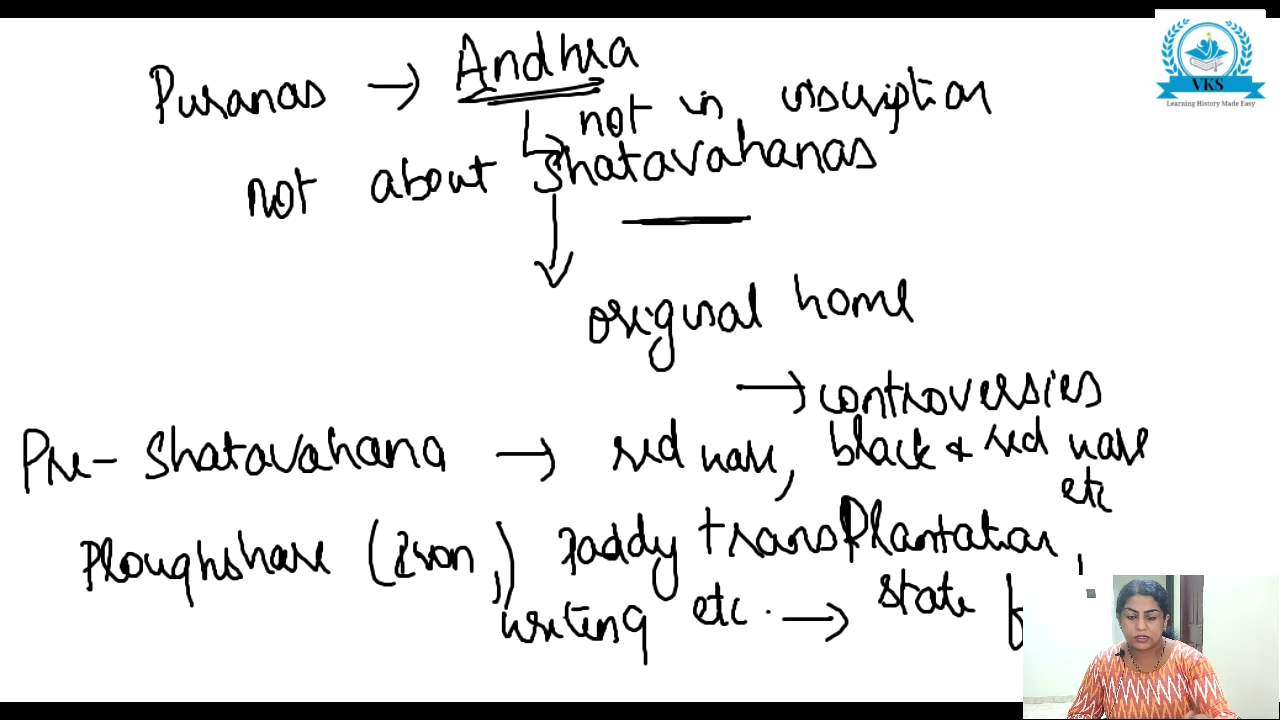 VKS
Learning History Made Easy
Puranas → Andhra
not in inscription
not about Shatavahanas
original home
→ controversies
Pre-Shatavahana → red ware, black & red ware
etc
Ploughshare (Iron,) Paddy transplantation,
writing etc. → state f